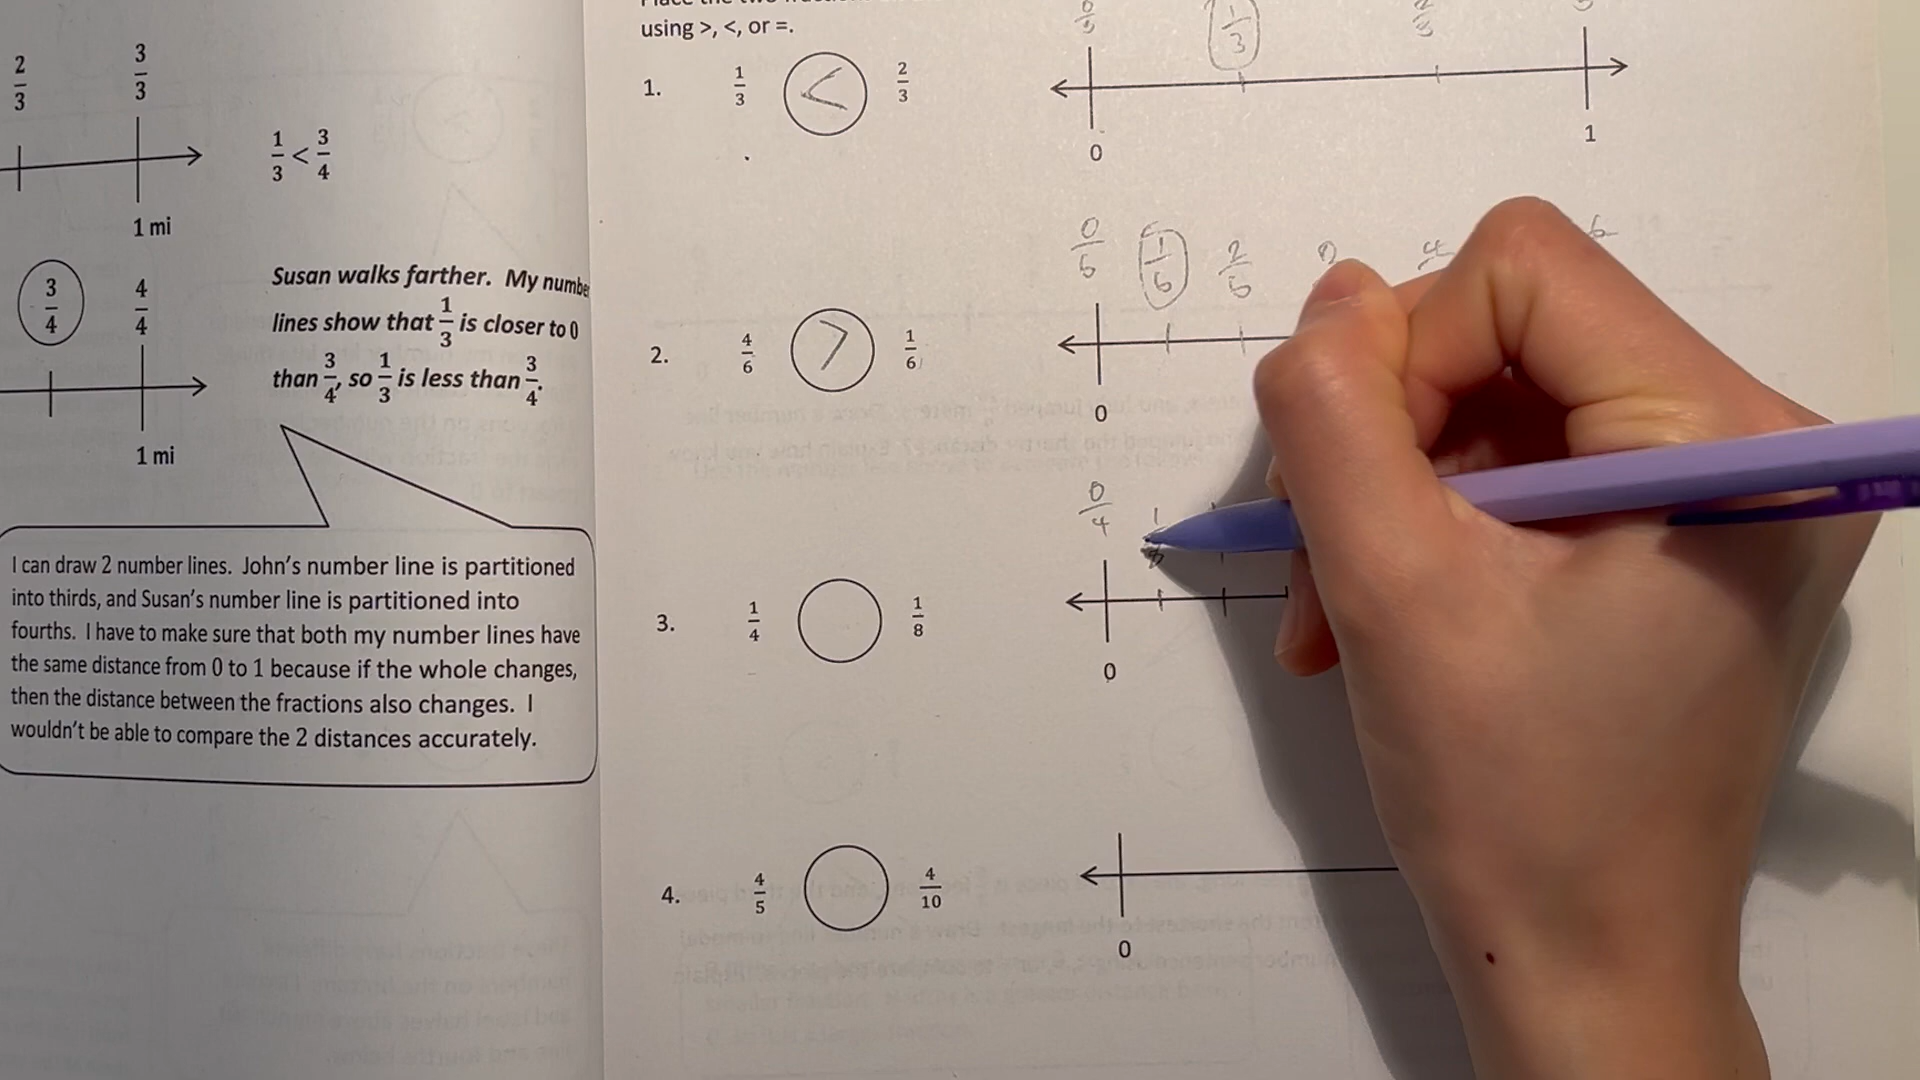 2/3 3/3
1/3 < 3/4
1 mi
3/4 4/4
1 mi
Susan walks farther. My number
lines show that 1/3 is closer to 0
than 3/4, so 1/3 is less than 3/4.
I can draw 2 number lines. John's number line is partitioned
into thirds, and Susan's number line is partitioned into
fourths. I have to make sure that both my number lines have
the same distance from 0 to 1 because if the whole changes,
then the distance between the fractions also changes. I
wouldn't be able to compare the 2 distances accurately.
using >, <, or =.
1/3
1. 1/3 < 2/3
0 1
0/6 1/6 2/6 4 6
2. 4/6 > 1/6
0
0/4 1
3. 1/4 1/8
0
4. 4/5 4/10
0